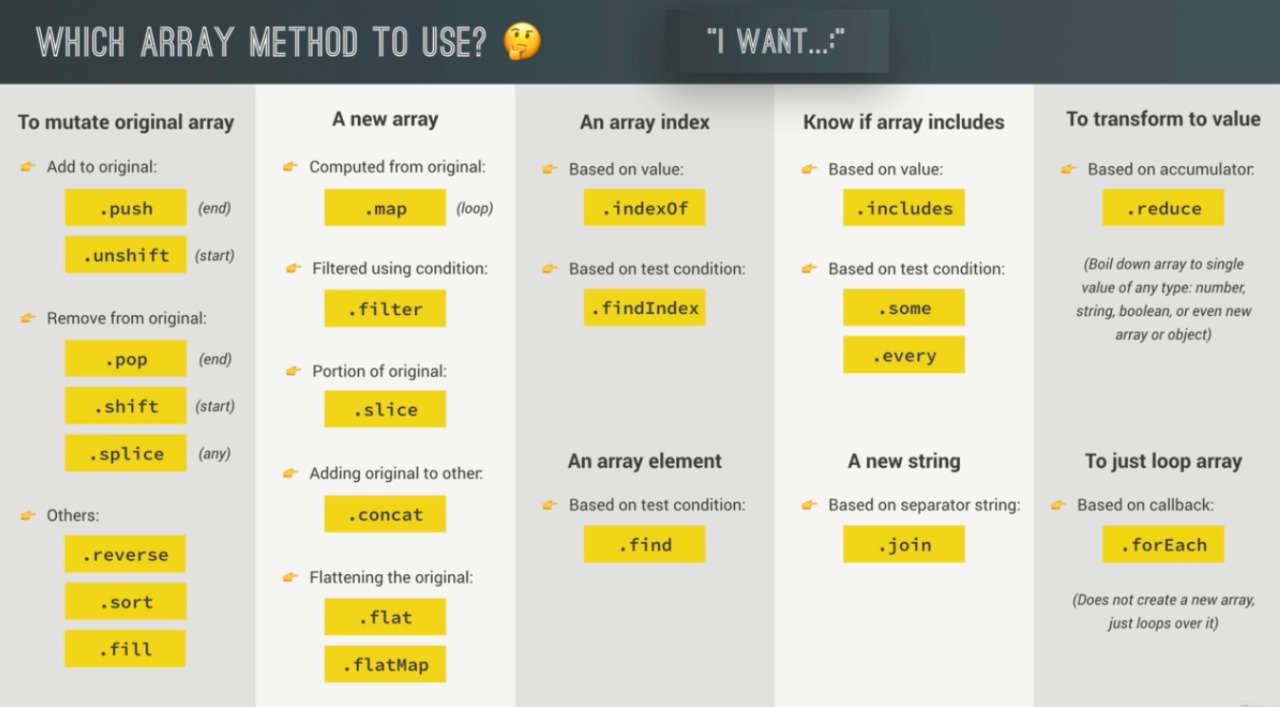 WHICH ARRAY METHOD TO USE? 🤔
"I WANT...:"
To mutate original array
Add to original:
.push (end)
.unshift (start)
Remove from original:
.pop (end)
.shift (start)
.splice (any)
Others:
.reverse
.sort
.fill
A new array
Computed from original:
.map (loop)
Filtered using condition:
.filter
Portion of original:
.slice
Adding original to other:
.concat
Flattening the original:
.flat
.flatMap
An array index
Based on value:
.indexOf
Based on test condition:
.findIndex
An array element
Based on test condition:
.find
Know if array includes
Based on value:
.includes
Based on test condition:
.some
.every
A new string
Based on separator string:
.join
To transform to value
Based on accumulator:
.reduce
(Boil down array to single
value of any type: number,
string, boolean, or even new
array or object)
To just loop array
Based on callback:
.forEach
(Does not create a new array,
just loops over it)